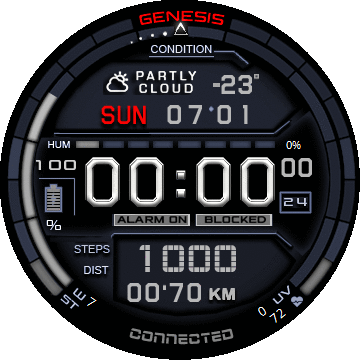 GENESIS
CONDITION
PARTLY CLOUD -23°
SUN 07·01
HUM 0%
100 00:00 00
24
%
ALARM ON BLOCKED
STEPS 1000
DIST 00'70 KM
WE 7
ST
0 UV
72
CONNECTED